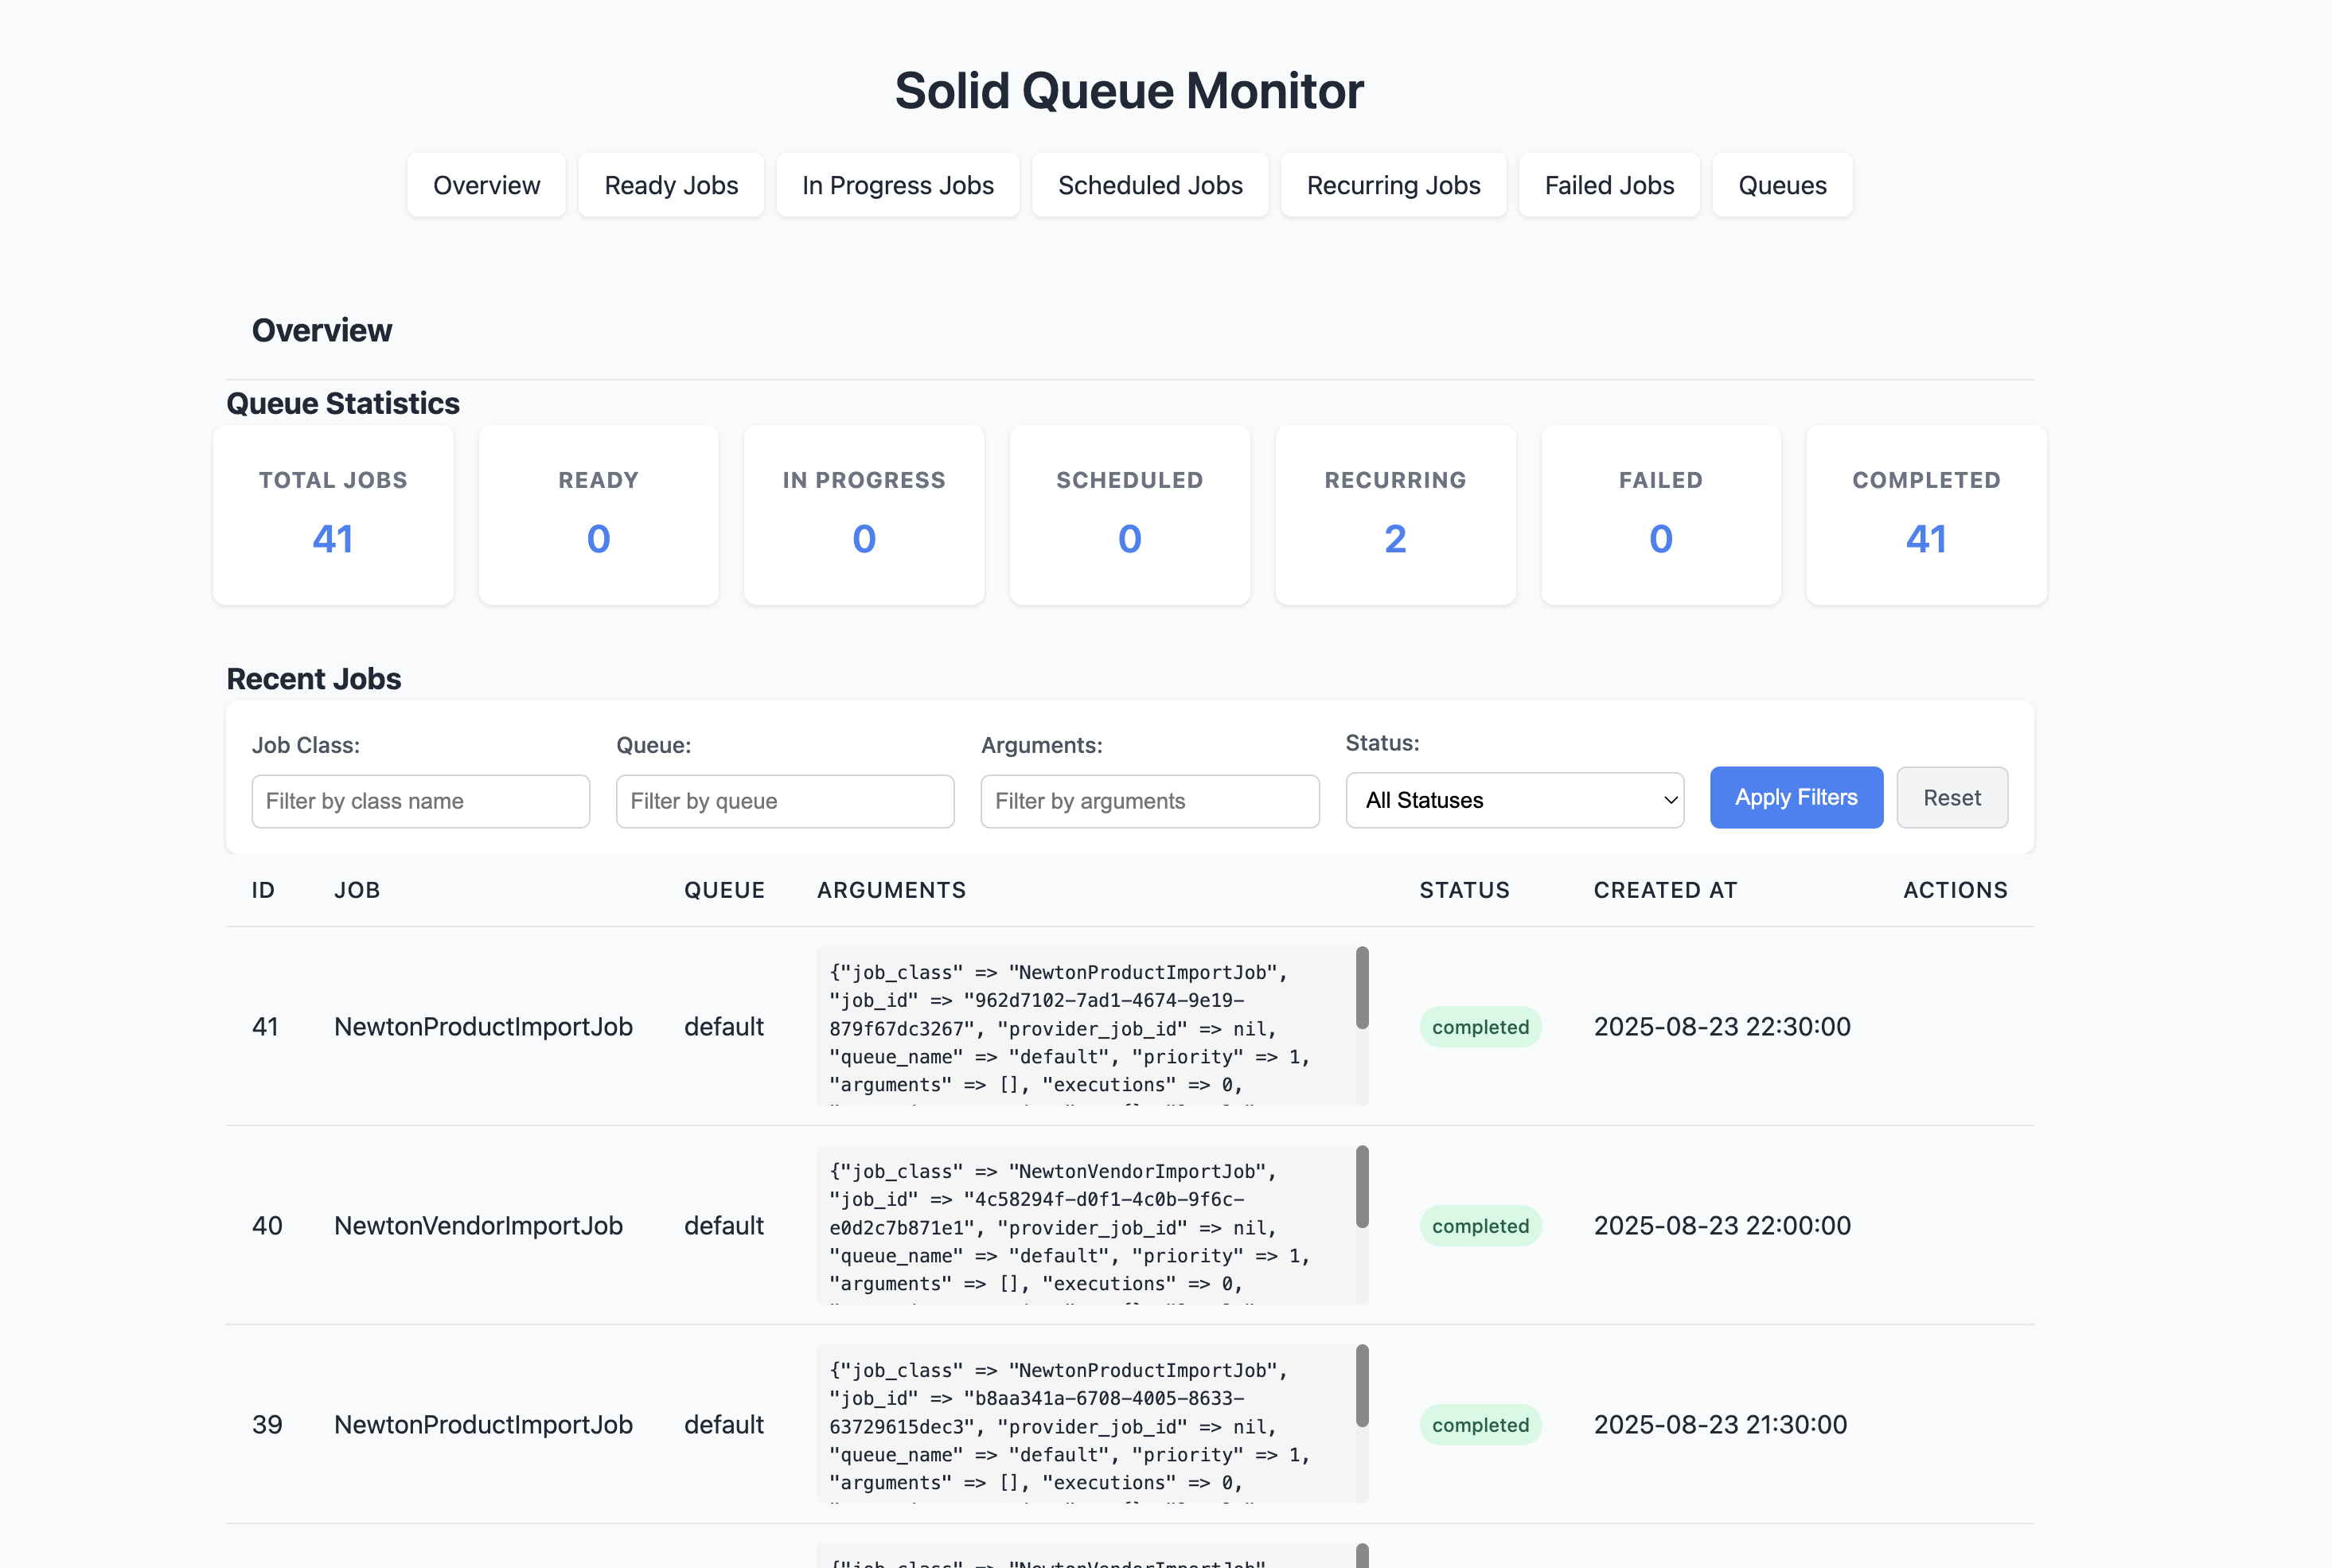 Solid Queue Monitor
Overview Ready Jobs In Progress Jobs Scheduled Jobs Recurring Jobs Failed Jobs Queues
Overview
Queue Statistics
TOTAL JOBS READY IN PROGRESS SCHEDULED RECURRING FAILED COMPLETED
41 0 0 0 2 0 41
Recent Jobs
Job Class: Queue: Arguments: Status:
Filter by class name Filter by queue Filter by arguments All Statuses Apply Filters Reset
ID JOB QUEUE ARGUMENTS STATUS CREATED AT ACTIONS
{"job_class" => "NewtonProductImportJob",
"job_id" => "962d7102-7ad1-4674-9e19-
41 NewtonProductImportJob default 879f67dc3267", "provider_job_id" => nil, completed 2025-08-23 22:30:00
"queue_name" => "default", "priority" => 1,
"arguments" => [], "executions" => 0,
{"job_class" => "NewtonVendorImportJob",
"job_id" => "4c58294f-d0f1-4c0b-9f6c-
40 NewtonVendorImportJob default e0d2c7b871e1", "provider_job_id" => nil, completed 2025-08-23 22:00:00
"queue_name" => "default", "priority" => 1,
"arguments" => [], "executions" => 0,
{"job_class" => "NewtonProductImportJob",
"job_id" => "b8aa341a-6708-4005-8633-
39 NewtonProductImportJob default 63729615dec3", "provider_job_id" => nil, completed 2025-08-23 21:30:00
"queue_name" => "default", "priority" => 1,
"arguments" => [], "executions" => 0,